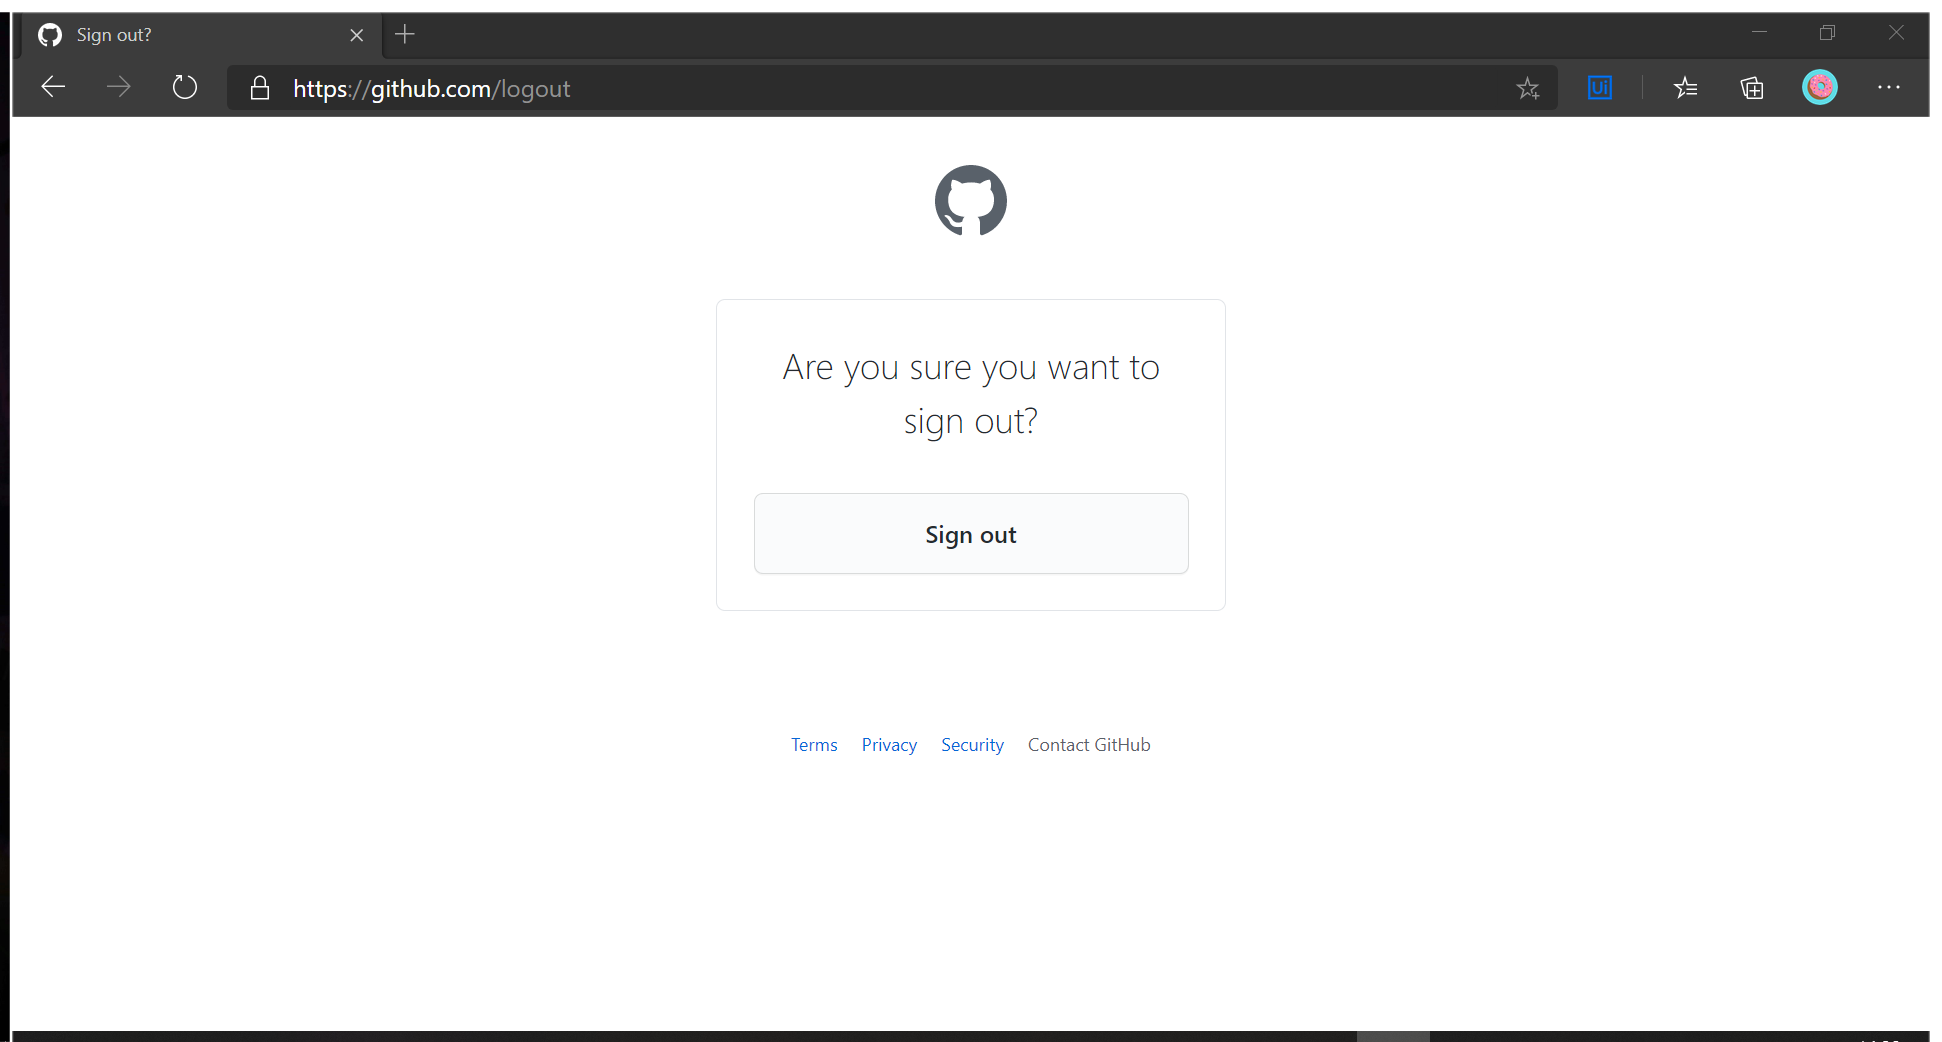 Sign out?
https://github.com/logout
Ui
Are you sure you want to
sign out?
Sign out
Terms Privacy Security Contact GitHub